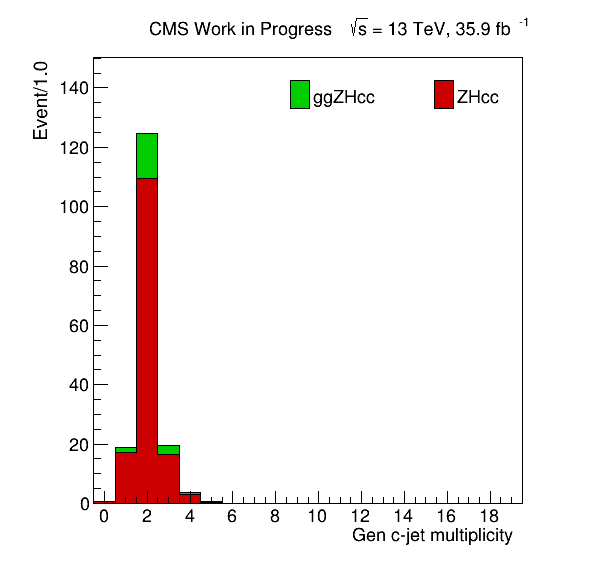 CMS Work in Progress √s = 13 TeV, 35.9 fb -1
Event/1.0
140
120
100
80
60
40
20
0
ggZHcc ZHcc
0 2 4 6 8 10 12 14 16 18
Gen c-jet multiplicity